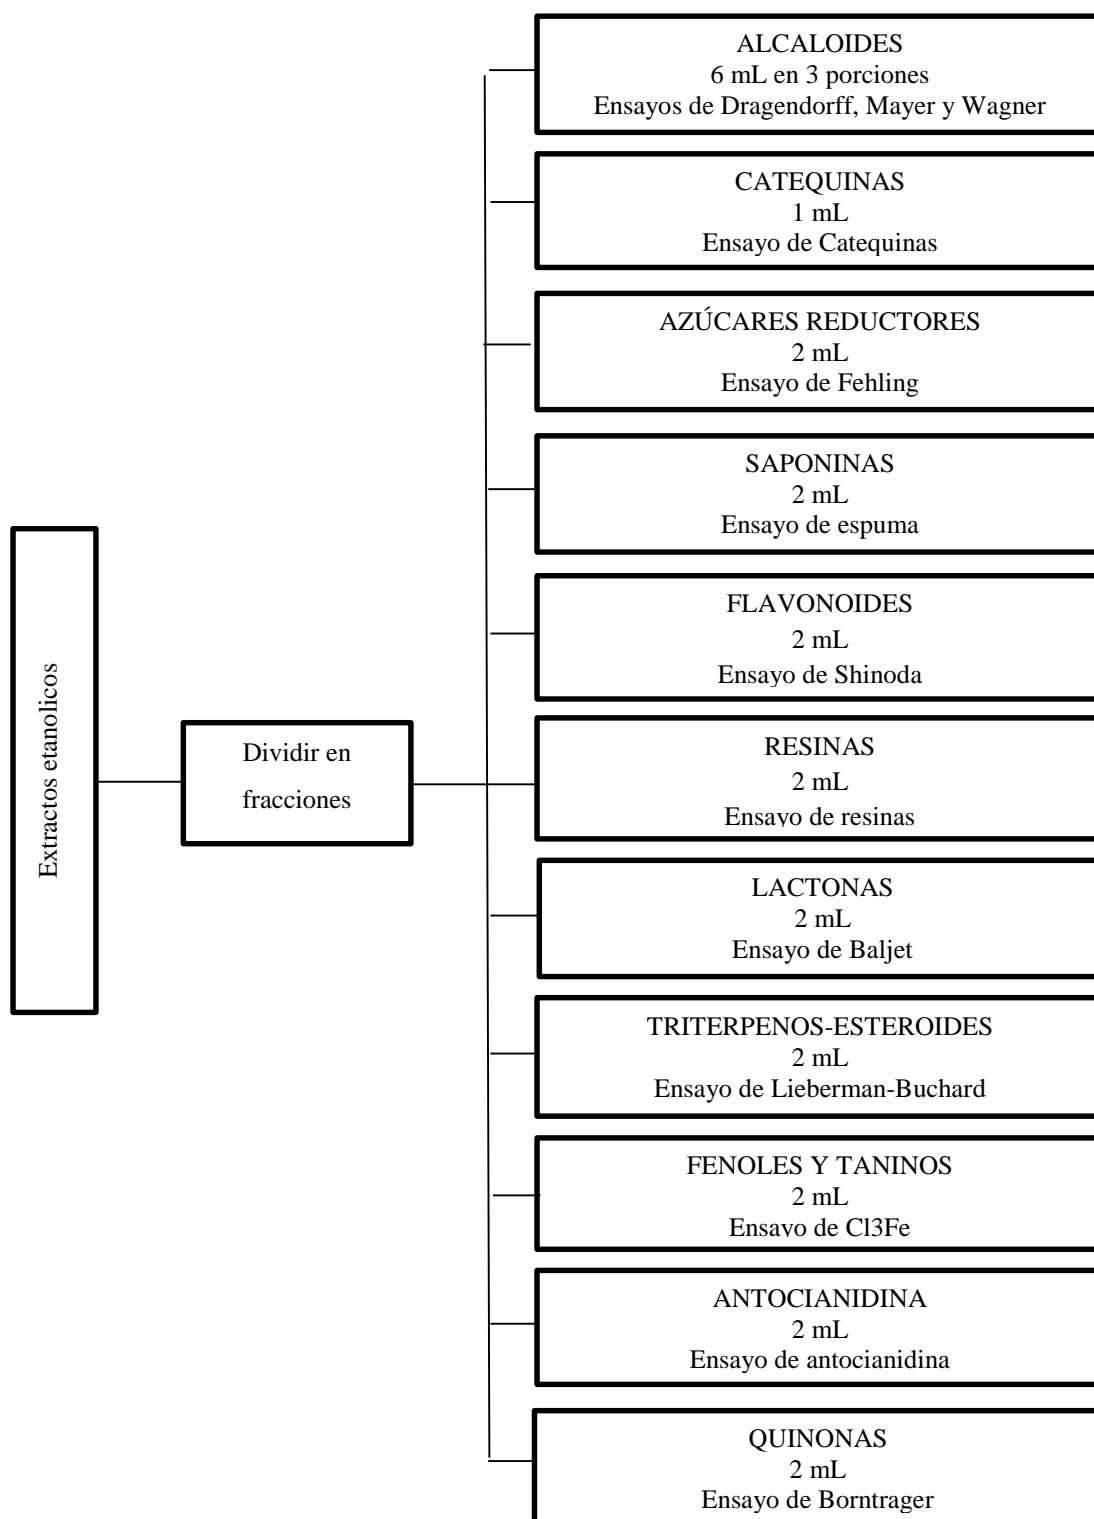 Extractos etanolicos
Dividir en
fracciones
ALCALOIDES
6 mL en 3 porciones
Ensayos de Dragendorff, Mayer y Wagner
CATEQUINAS
1 mL
Ensayo de Catequinas
AZÚCARES REDUCTORES
2 mL
Ensayo de Fehling
SAPONINAS
2 mL
Ensayo de espuma
FLAVONOIDES
2 mL
Ensayo de Shinoda
RESINAS
2 mL
Ensayo de resinas
LACTONAS
2 mL
Ensayo de Baljet
TRITERPENOS-ESTEROIDES
2 mL
Ensayo de Lieberman-Buchard
FENOLES Y TANINOS
2 mL
Ensayo de Cl3Fe
ANTOCIANIDINA
2 mL
Ensayo de antocianidina
QUINONAS
2 mL
Ensayo de Borntrager